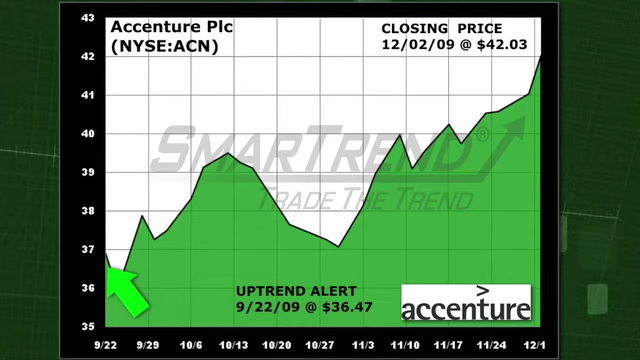 Accenture Plc
(NYSE:ACN)
CLOSING PRICE
12/02/09 @ $42.03
43
42
41
40
39
38
37
36
35
SMARTREND®
TRADE THE TREND
UPTREND ALERT
9/22/09 @ $36.47
>
accenture
9/22 9/29 10/6 10/13 10/20 10/27 11/3 11/10 11/17 11/24 12/1